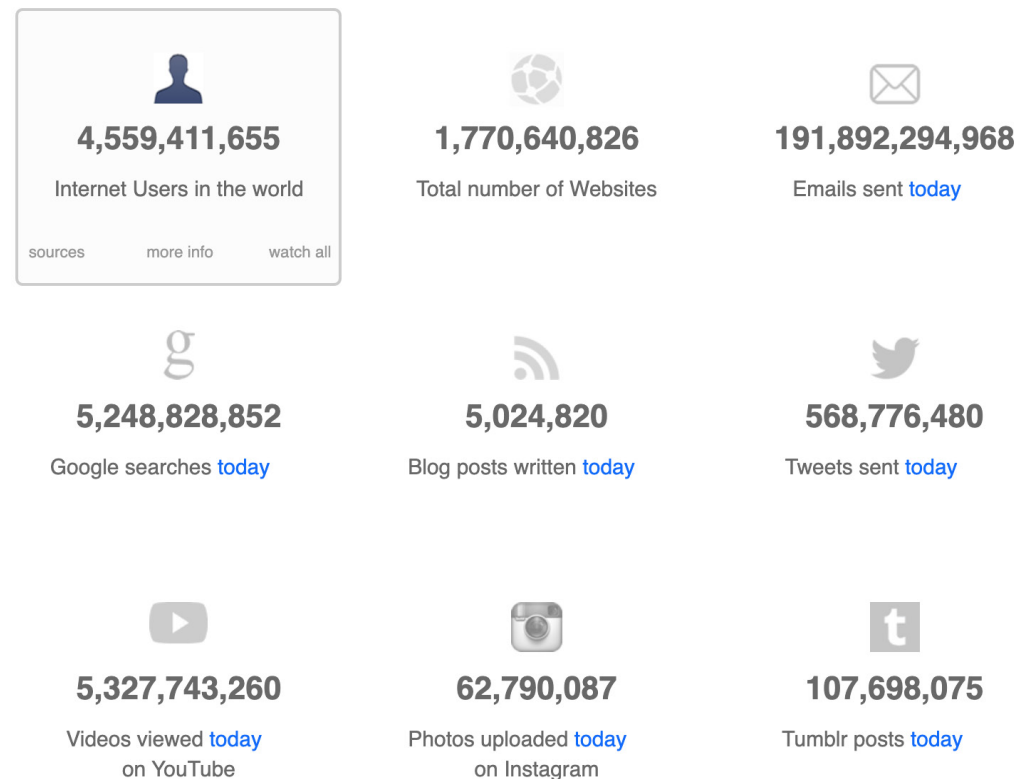 4,559,411,655
Internet Users in the world
sources more info watch all
1,770,640,826
Total number of Websites
191,892,294,968
Emails sent today
g
5,248,828,852
Google searches today
5,024,820
Blog posts written today
568,776,480
Tweets sent today
5,327,743,260
Videos viewed today
on YouTube
62,790,087
Photos uploaded today
on Instagram
t
107,698,075
Tumblr posts today